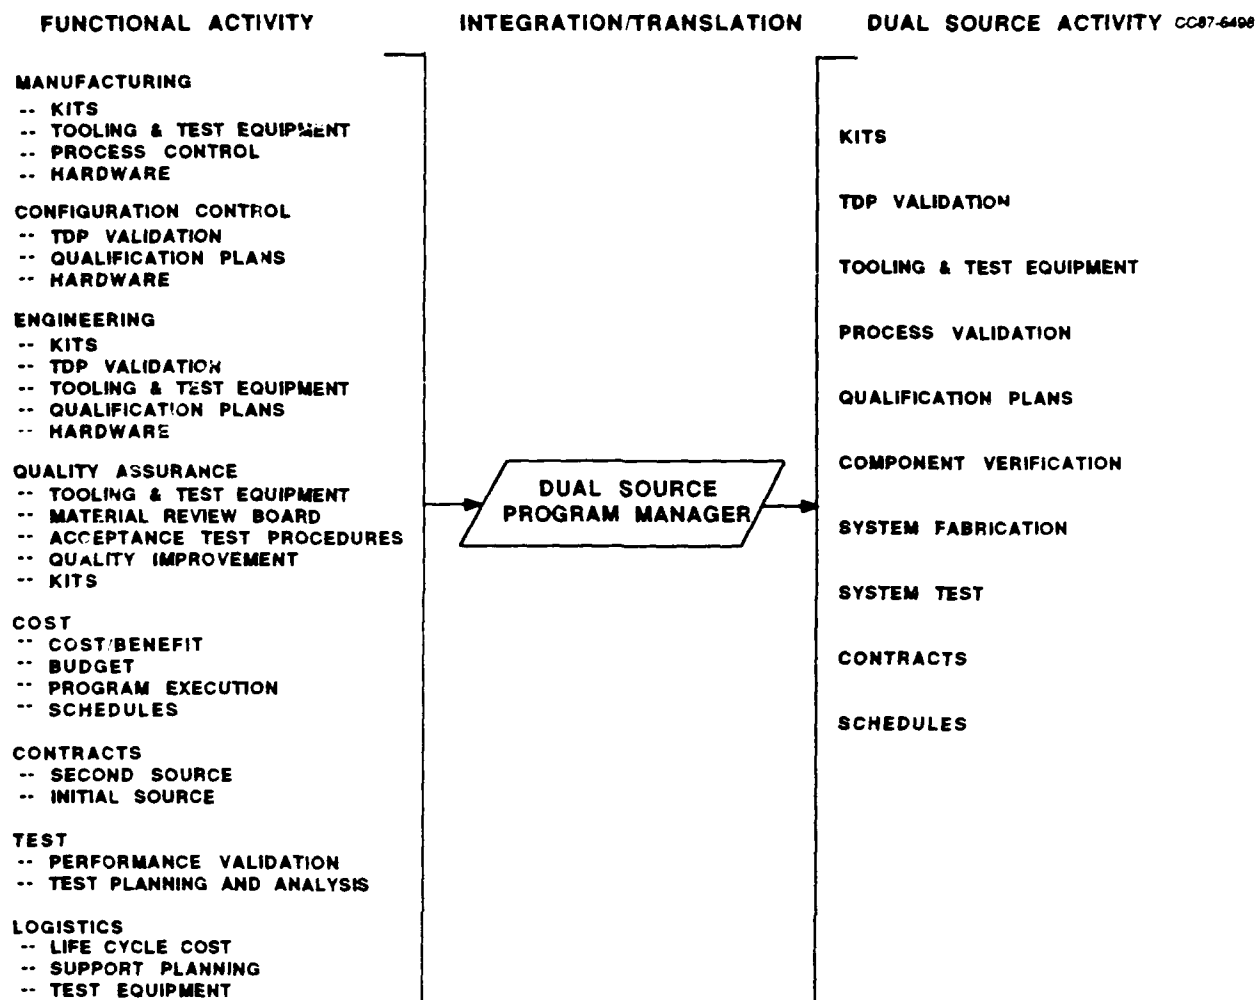 FUNCTIONAL ACTIVITY
INTEGRATION/TRANSLATION
DUAL SOURCE ACTIVITY CC87-6498
MANUFACTURING
-- KITS
-- TOOLING & TEST EQUIPMENT
-- PROCESS CONTROL
-- HARDWARE
CONFIGURATION CONTROL
-- TDP VALIDATION
-- QUALIFICATION PLANS
-- HARDWARE
ENGINEERING
-- KITS
-- TDP VALIDATION
-- TOOLING & TEST EQUIPMENT
-- QUALIFICATION PLANS
-- HARDWARE
QUALITY ASSURANCE
-- TOOLING & TEST EQUIPMENT
-- MATERIAL REVIEW BOARD
-- ACCEPTANCE TEST PROCEDURES
-- QUALITY IMPROVEMENT
-- KITS
COST
-- COST/BENEFIT
-- BUDGET
-- PROGRAM EXECUTION
-- SCHEDULES
CONTRACTS
-- SECOND SOURCE
-- INITIAL SOURCE
TEST
-- PERFORMANCE VALIDATION
-- TEST PLANNING AND ANALYSIS
LOGISTICS
-- LIFE CYCLE COST
-- SUPPORT PLANNING
-- TEST EQUIPMENT
DUAL SOURCE
PROGRAM MANAGER
KITS
TDP VALIDATION
TOOLING & TEST EQUIPMENT
PROCESS VALIDATION
QUALIFICATION PLANS
COMPONENT VERIFICATION
SYSTEM FABRICATION
SYSTEM TEST
CONTRACTS
SCHEDULES